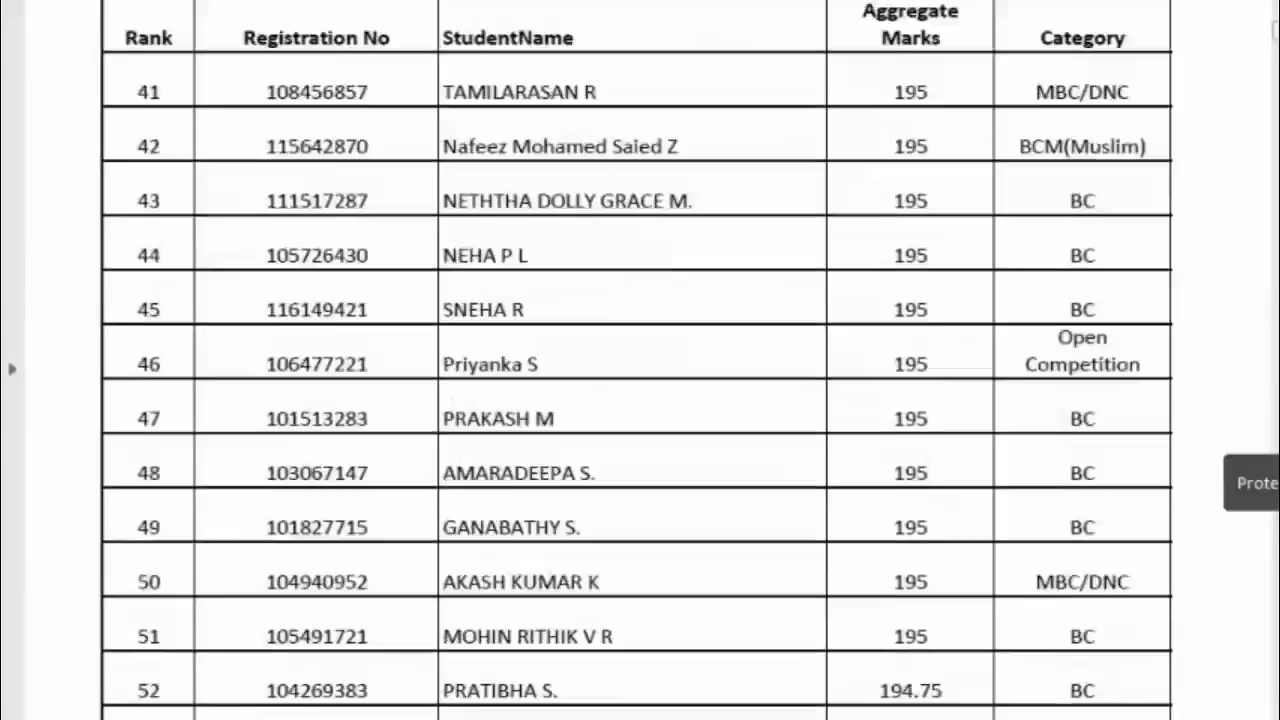 Rank Registration No StudentName Aggregate Marks Category
41 108456857 TAMILARASAN R 195 MBC/DNC
42 115642870 Nafeez Mohamed Saied Z 195 BCM(Muslim)
43 111517287 NETHTHA DOLLY GRACE M. 195 BC
44 105726430 NEHA P L 195 BC
45 116149421 SNEHA R 195 BC
46 106477221 Priyanka S 195 Open Competition
47 101513283 PRAKASH M 195 BC
48 103067147 AMARADEEPA S. 195 BC
49 101827715 GANABATHY S. 195 BC
50 104940952 AKASH KUMAR K 195 MBC/DNC
51 105491721 MOHIN RITHIK V R 195 BC
52 104269383 PRATIBHA S. 194.75 BC
Prote